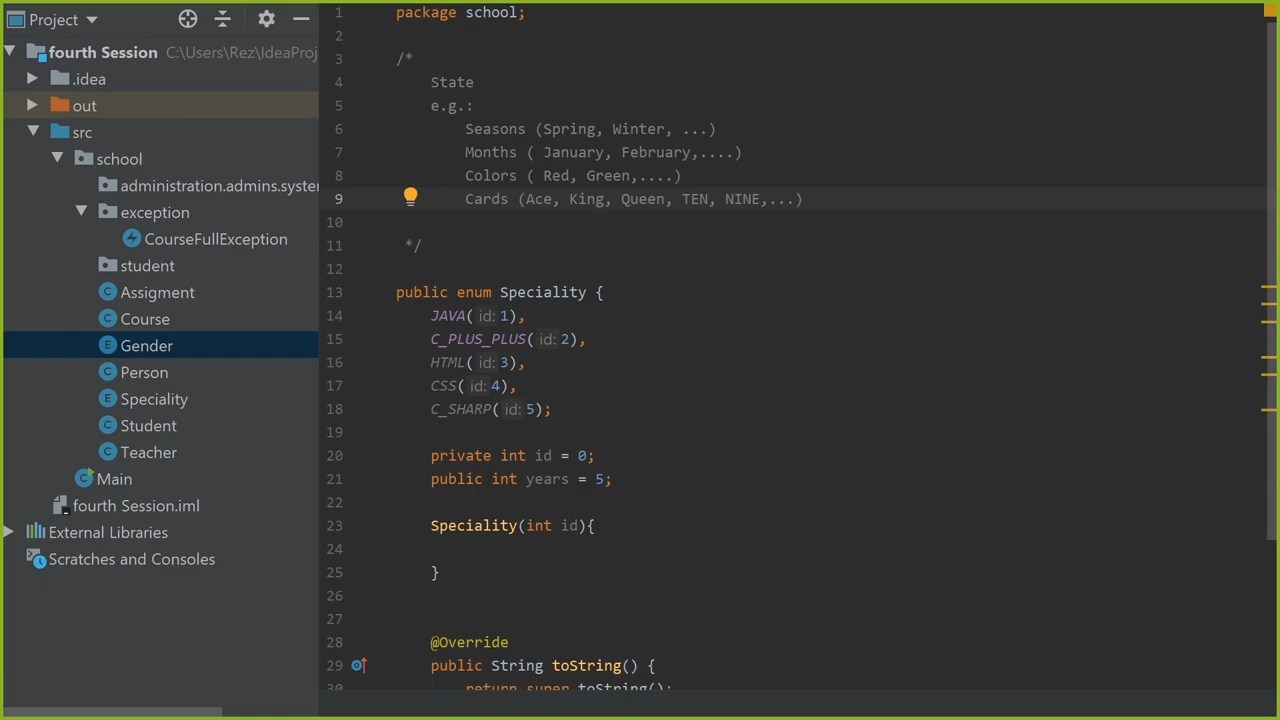 Project
fourth Session C:\Users\Rez\IdeaProj
.idea
out
src
school
administration.admins.syste
exception
CourseFullException
student
Assigment
Course
Gender
Person
Speciality
Student
Teacher
Main
fourth Session.iml
External Libraries
Scratches and Consoles
1 package school;
2
3 /*
4 State
5 e.g.:
6 Seasons (Spring, Winter, ...)
7 Months ( January, February,....)
8 Colors ( Red, Green,....)
9 Cards (Ace, King, Queen, TEN, NINE,...)
10
11 */
12
13 public enum Speciality {
14 JAVA( id: 1),
15 C_PLUS_PLUS( id: 2),
16 HTML( id: 3),
17 CSS( id: 4),
18 C_SHARP( id: 5);
19
20 private int id = 0;
21 public int years = 5;
22
23 Speciality(int id){
24
25 }
26
27
28 @Override
29 public String toString() {
30 return super.toString();